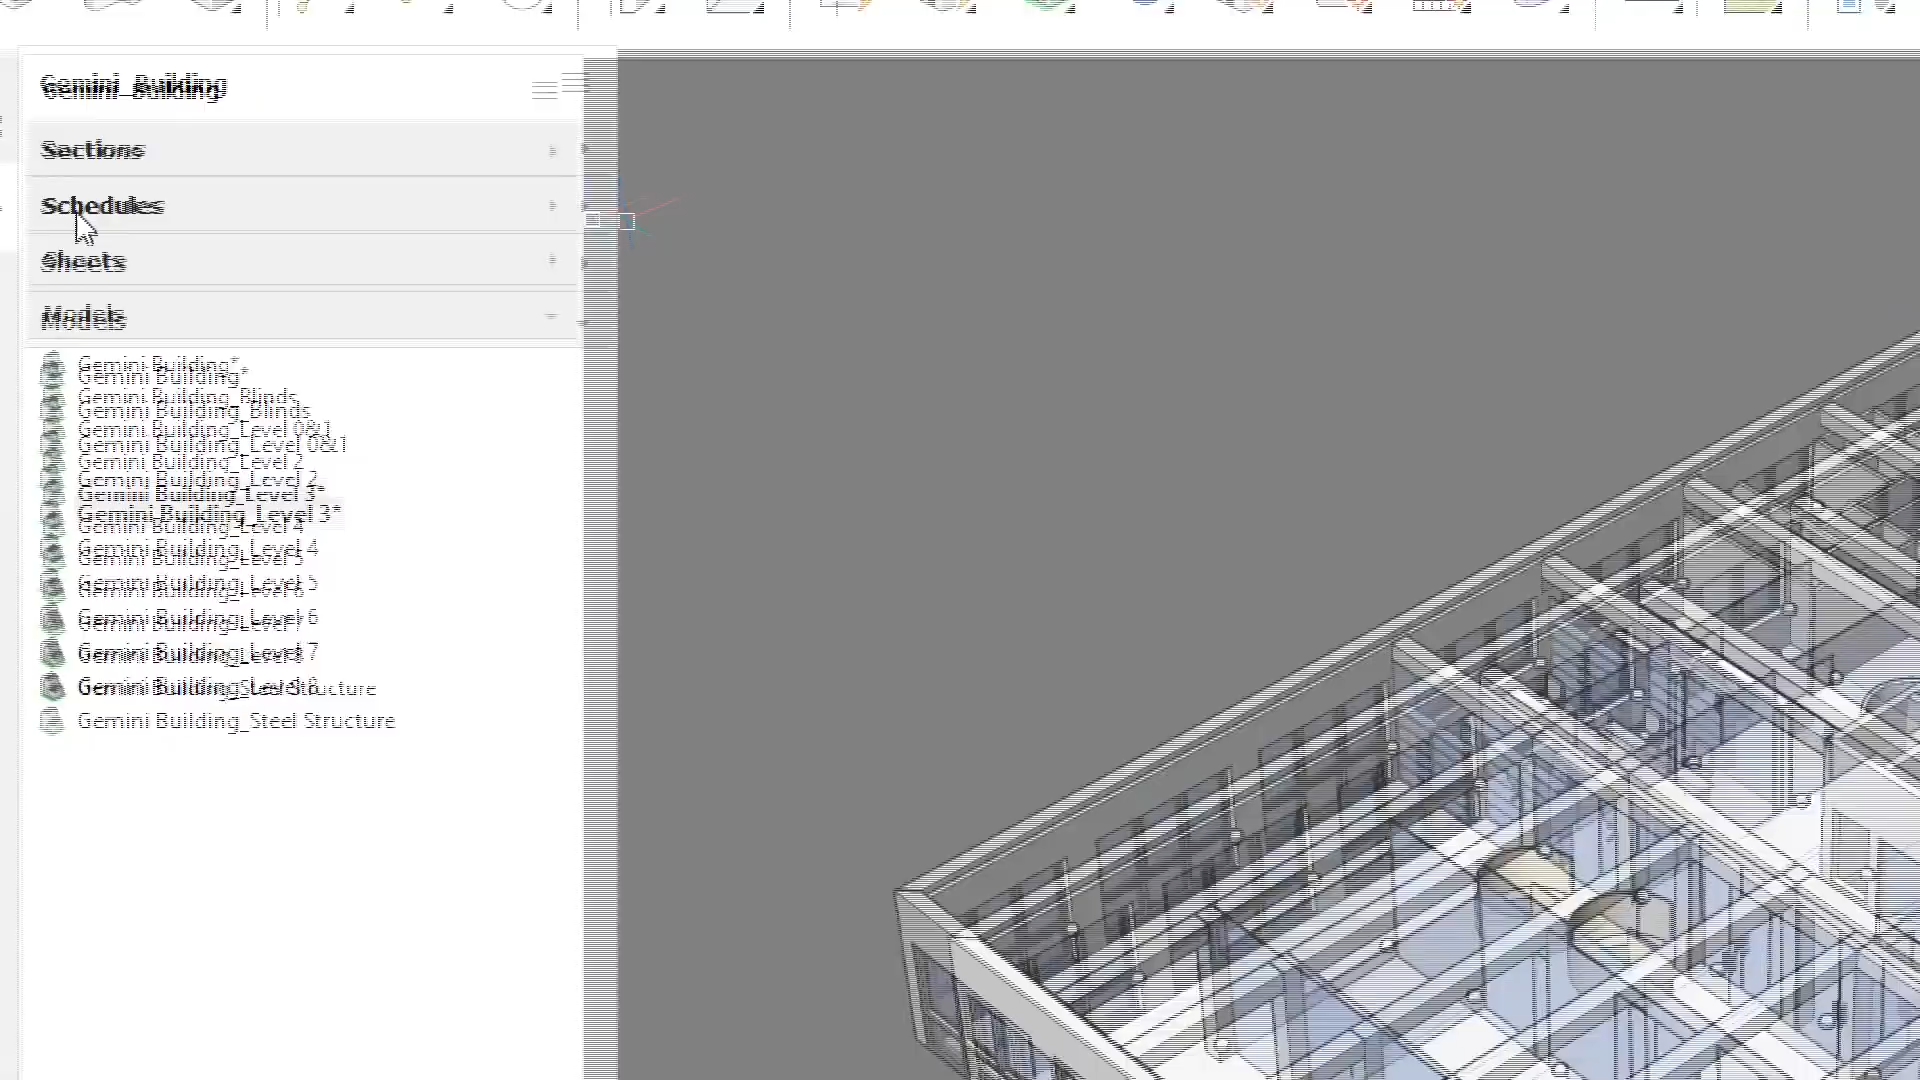 Gemini_Building
Sections
Schedules
Sheets
Models
Gemini Building*
Gemini Building_Blinds
Gemini Building_Level 0&1
Gemini Building_Level 2
Gemini Building_Level 3*
Gemini Building_Level 4
Gemini Building_Level 5
Gemini Building_Level 6
Gemini Building_Level 7
Gemini Building_Level 8
Gemini Building_Steel Structure